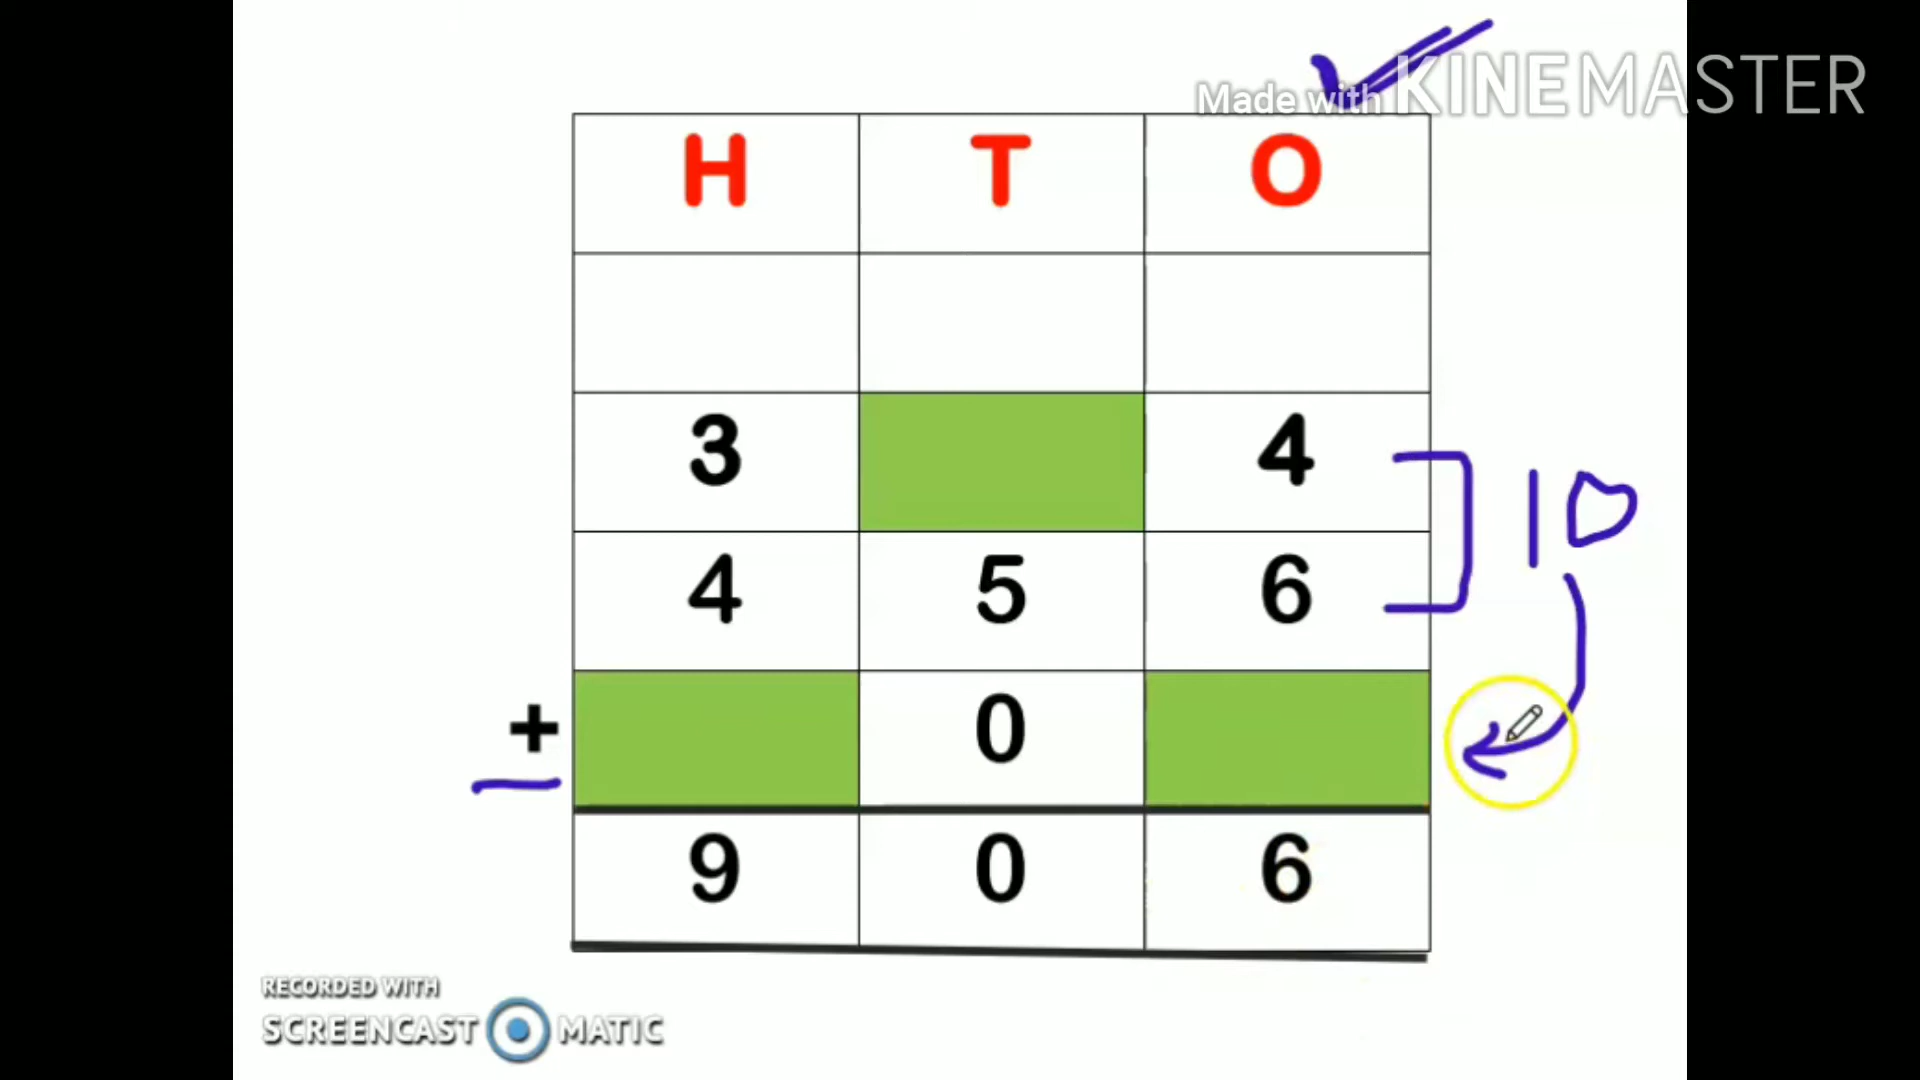 Made with KINEMASTER
H T O
3 4
10
4 5 6
+ 0
9 0 6
RECORDED WITH
SCREENCAST MATIC